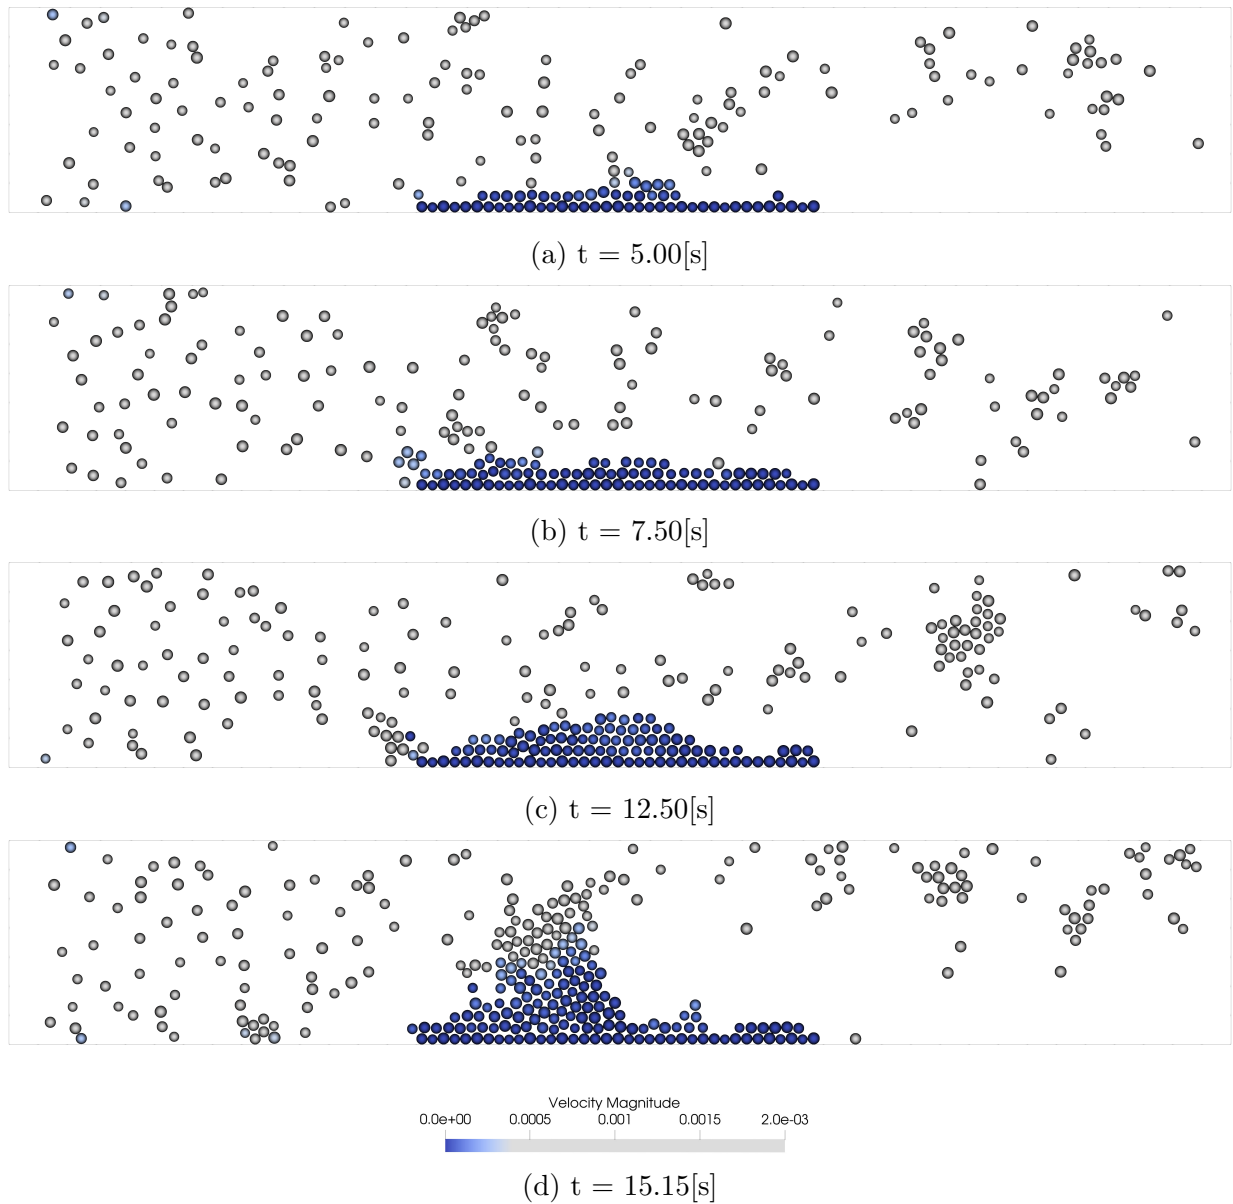 (a) t = 5.00[s]
(b) t = 7.50[s]
(c) t = 12.50[s]
Velocity Magnitude
0.0e+00 0.0005 0.001 0.0015 2.0e-03
(d) t = 15.15[s]